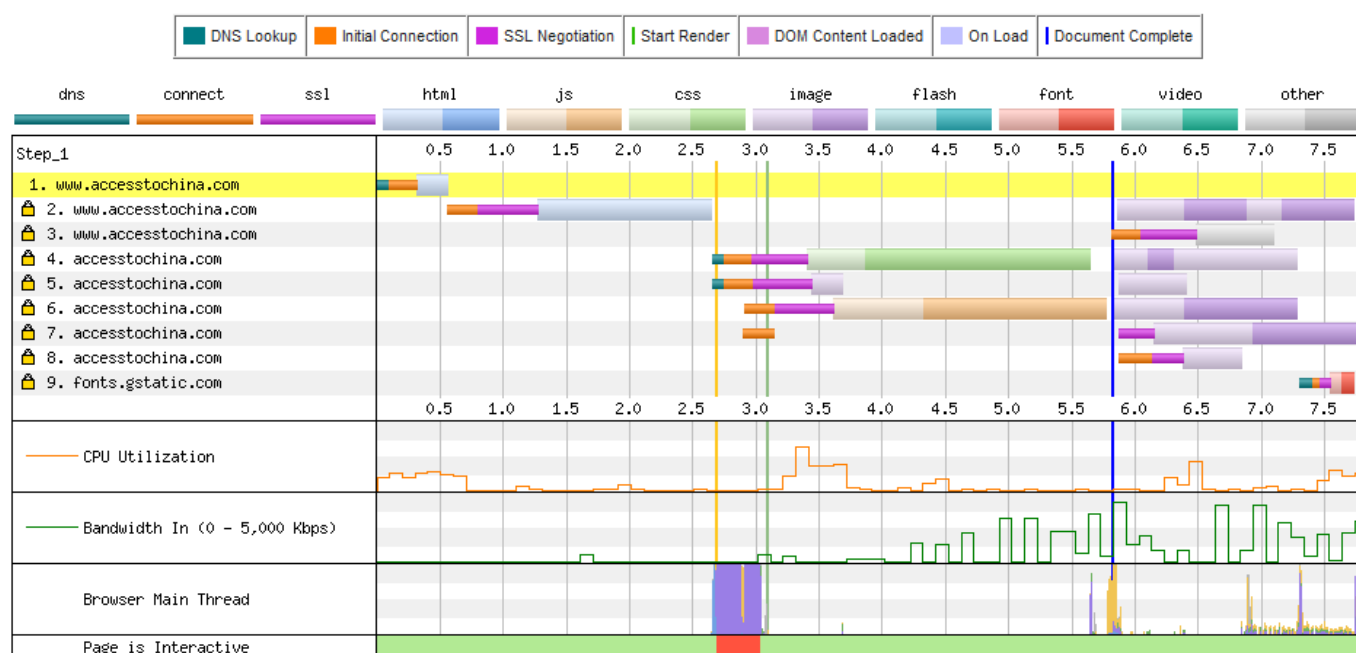 DNS Lookup Initial Connection SSL Negotiation Start Render DOM Content Loaded On Load Document Complete
dns connect ssl html js css image flash font video other
Step_1 0.5 1.0 1.5 2.0 2.5 3.0 3.5 4.0 4.5 5.0 5.5 6.0 6.5 7.0 7.5
1. www.accesstochina.com
2. www.accesstochina.com
3. www.accesstochina.com
4. accesstochina.com
5. accesstochina.com
6. accesstochina.com
7. accesstochina.com
8. accesstochina.com
9. fonts.gstatic.com
0.5 1.0 1.5 2.0 2.5 3.0 3.5 4.0 4.5 5.0 5.5 6.0 6.5 7.0 7.5
CPU Utilization
Bandwidth In (0 - 5,000 Kbps)
Browser Main Thread
Page is Interactive